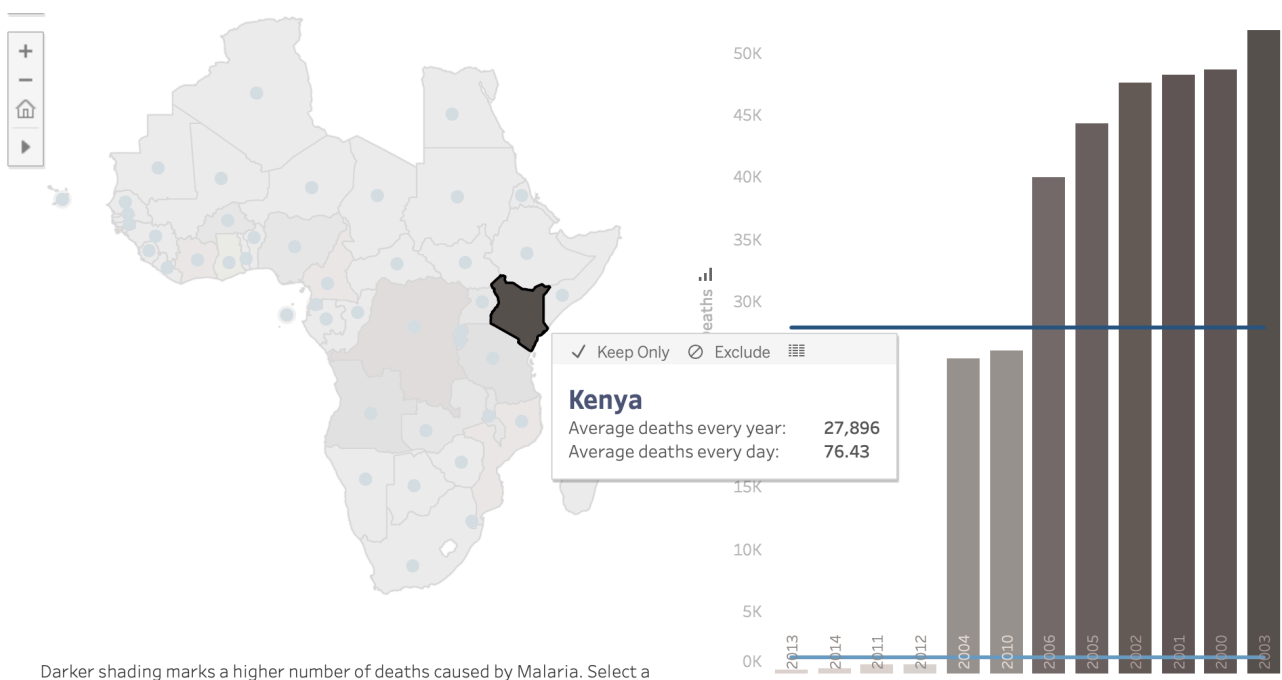 +
−
50K
45K
40K
35K
30K
eaths
Keep Only Exclude
Kenya
Average deaths every year: 27,896
Average deaths every day: 76.43
15K
10K
5K
0K
2013
2014
2011
2012
2004
2010
2006
2005
2002
2001
2000
2003
Darker shading marks a higher number of deaths caused by Malaria. Select a